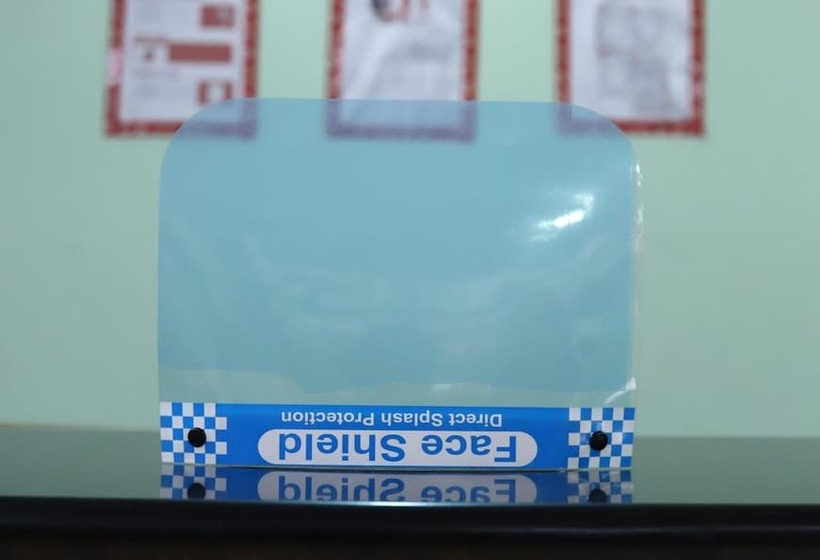 Face Shield
Direct Splash Protection